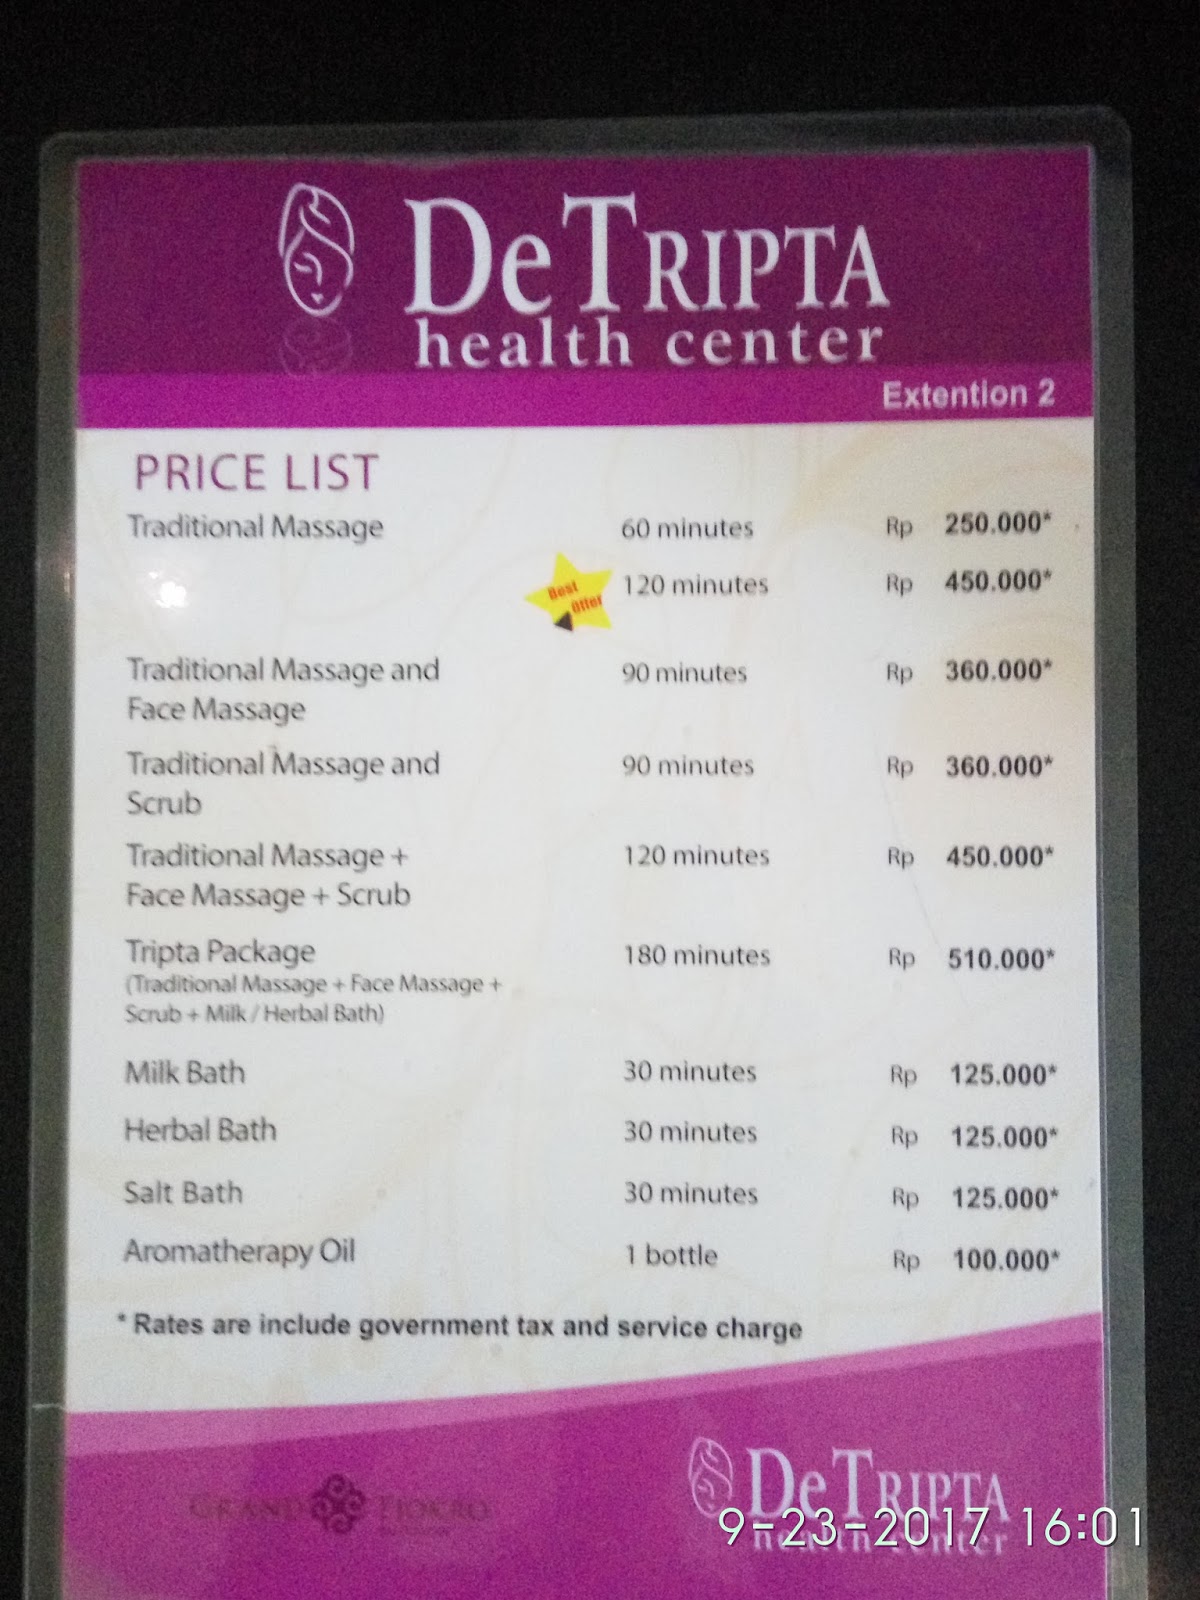 DeTRIPTA
health center
Extention 2
PRICE LIST
Traditional Massage 60 minutes Rp 250.000*
Best Offer 120 minutes Rp 450.000*
Traditional Massage and 90 minutes Rp 360.000*
Face Massage
Traditional Massage and 90 minutes Rp 360.000*
Scrub
Traditional Massage + 120 minutes Rp 450.000*
Face Massage + Scrub
Tripta Package 180 minutes Rp 510.000*
(Traditional Massage + Face Massage +
Scrub + Milk / Herbal Bath)
Milk Bath 30 minutes Rp 125.000*
Herbal Bath 30 minutes Rp 125.000*
Salt Bath 30 minutes Rp 125.000*
Aromatherapy Oil 1 bottle Rp 100.000*
* Rates are include government tax and service charge
GRAND TJOKRO
DeTRIPTA
health center
9-23-2017 16:01